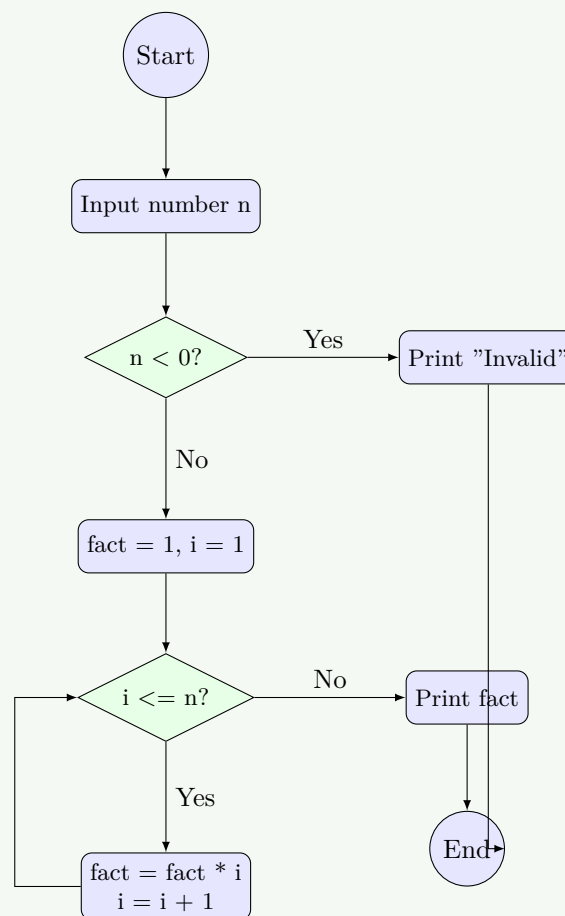 Start
Input number n
n < 0?
Yes
Print "Invalid"
No
fact = 1, i = 1
i <= n?
No
Print fact
Yes
End
fact = fact * i
i = i + 1